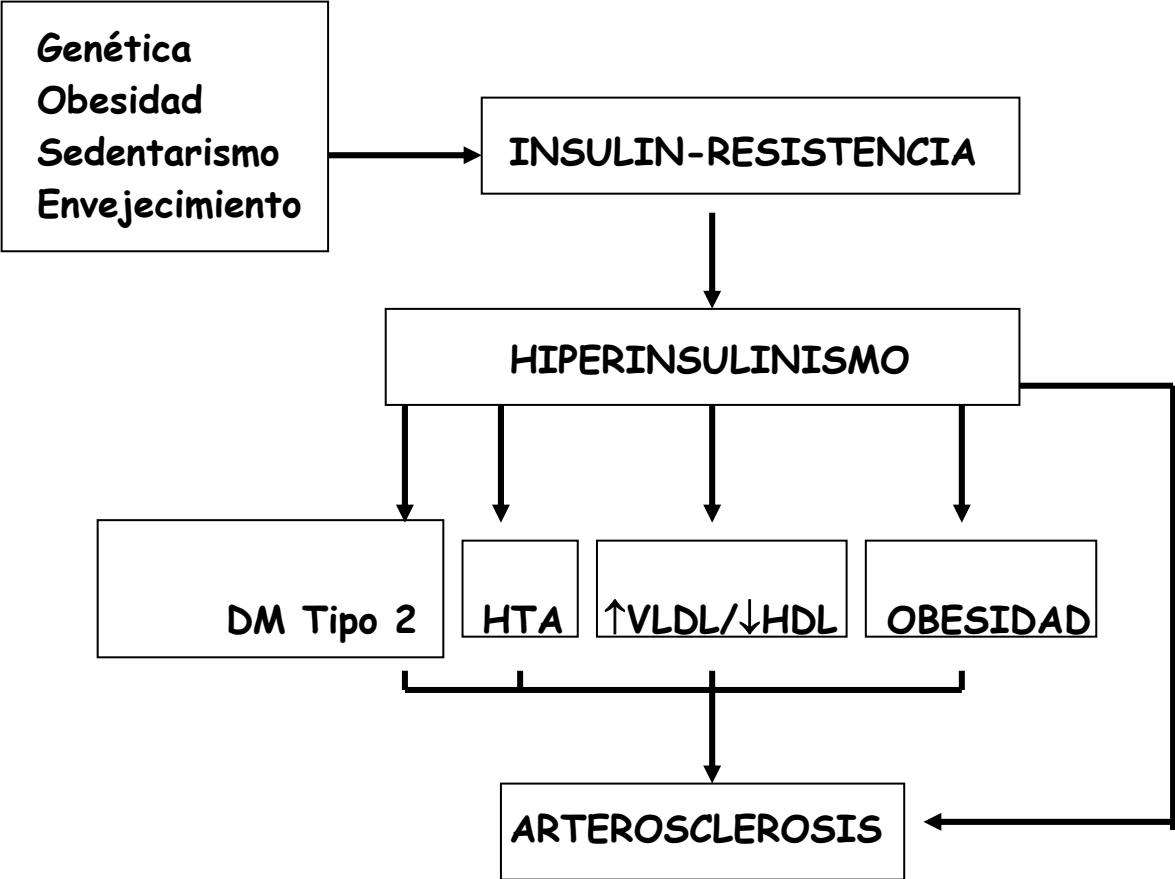 Genética
Obesidad
Sedentarismo
Envejecimiento
INSULIN-RESISTENCIA
HIPERINSULINISMO
DM Tipo 2
HTA
↑VLDL/↓HDL
OBESIDAD
ARTEROSCLEROSIS